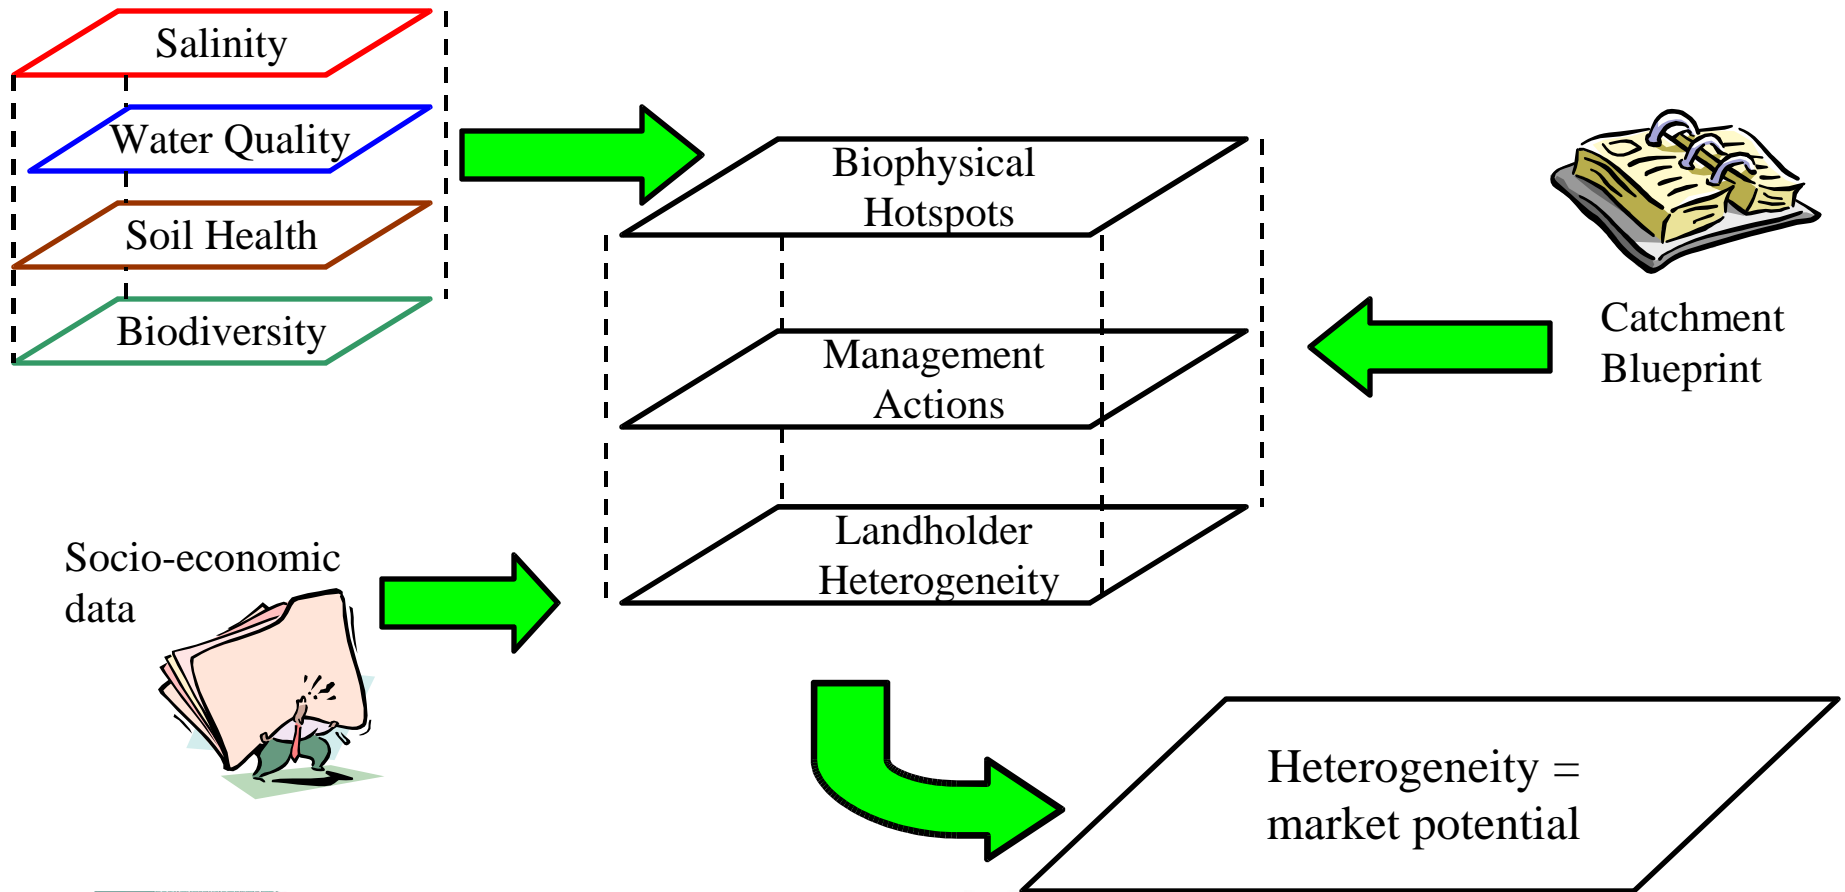 Salinity
Water Quality
Soil Health
Biodiversity
Biophysical
Hotspots
Management
Actions
Landholder
Heterogeneity
Catchment
Blueprint
Socio-economic
data
Heterogeneity =
market potential